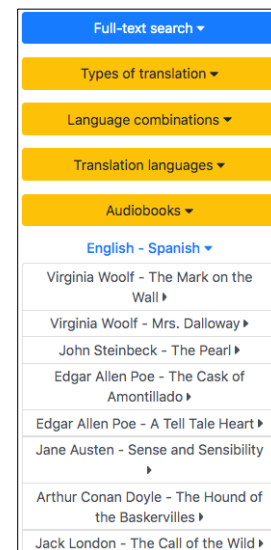 Full-text search
Types of translation
Language combinations
Translation languages
Audiobooks
English - Spanish
Virginia Woolf - The Mark on the
Wall
Virginia Woolf - Mrs. Dalloway
John Steinbeck - The Pearl
Edgar Allen Poe - The Cask of
Amontillado
Edgar Allen Poe - A Tell Tale Heart
Jane Austen - Sense and Sensibility
Arthur Conan Doyle - The Hound of
the Baskervilles
Jack London - The Call of the Wild